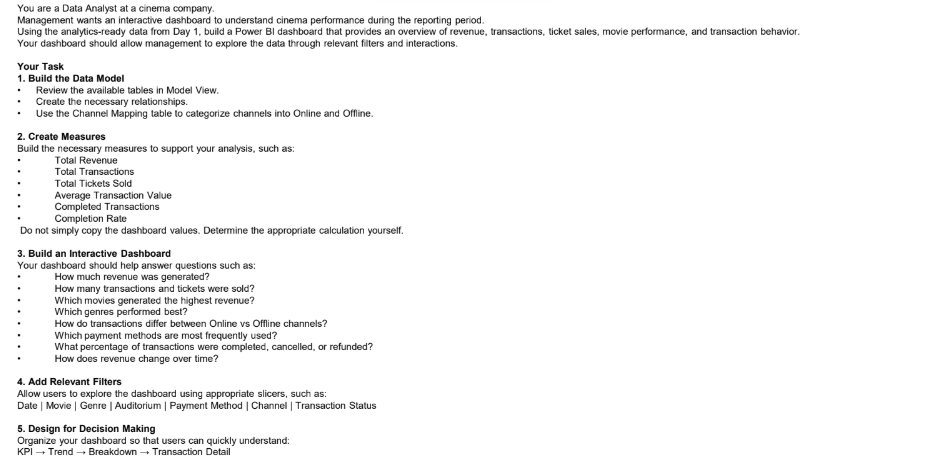 You are a Data Analyst at a cinema company.
Management wants an interactive dashboard to understand cinema performance during the reporting period.
Using the analytics-ready data from Day 1, build a Power BI dashboard that provides an overview of revenue, transactions, ticket sales, movie performance, and transaction behavior.
Your dashboard should allow management to explore the data through relevant filters and interactions.
Your Task
1. Build the Data Model
• Review the available tables in Model View.
• Create the necessary relationships.
• Use the Channel Mapping table to categorize channels into Online and Offline.
2. Create Measures
Build the necessary measures to support your analysis, such as:
• Total Revenue
• Total Transactions
• Total Tickets Sold
• Average Transaction Value
• Completed Transactions
• Completion Rate
Do not simply copy the dashboard values. Determine the appropriate calculation yourself.
3. Build an Interactive Dashboard
Your dashboard should help answer questions such as:
• How much revenue was generated?
• How many transactions and tickets were sold?
• Which movies generated the highest revenue?
• Which genres performed best?
• How do transactions differ between Online vs Offline channels?
• Which payment methods are most frequently used?
• What percentage of transactions were completed, cancelled, or refunded?
• How does revenue change over time?
4. Add Relevant Filters
Allow users to explore the dashboard using appropriate slicers, such as:
Date | Movie | Genre | Auditorium | Payment Method | Channel | Transaction Status
5. Design for Decision Making
Organize your dashboard so that users can quickly understand:
KPI → Trend → Breakdown → Transaction Detail